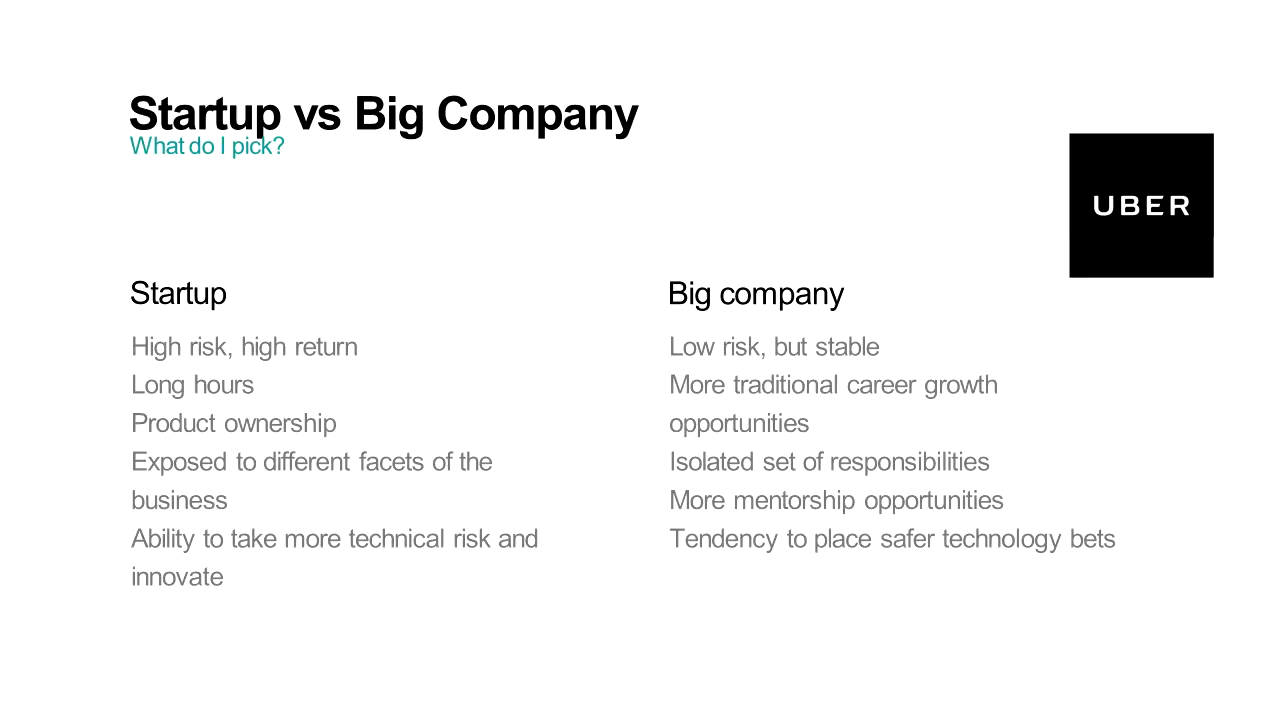 Startup vs Big Company
What do I pick?
UBER
Startup
High risk, high return
Long hours
Product ownership
Exposed to different facets of the
business
Ability to take more technical risk and
innovate
Big company
Low risk, but stable
More traditional career growth
opportunities
Isolated set of responsibilities
More mentorship opportunities
Tendency to place safer technology bets